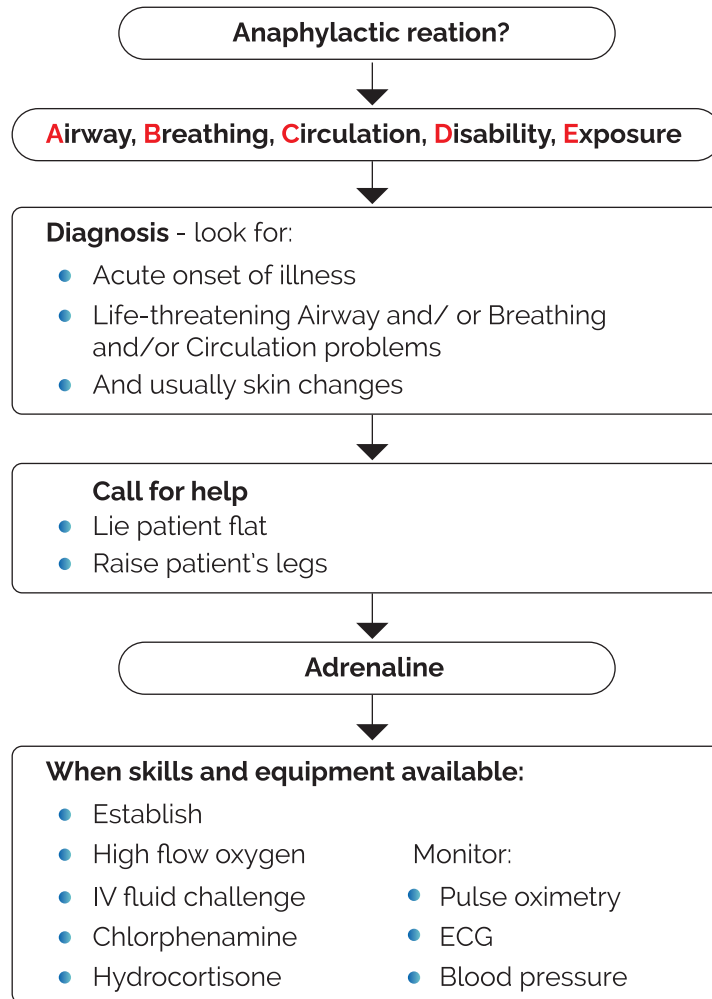 Anaphylactic reation?
Airway, Breathing, Circulation, Disability, Exposure
Diagnosis - look for:
Acute onset of illness
Life-threatening Airway and/ or Breathing
and/or Circulation problems
And usually skin changes
Call for help
Lie patient flat
Raise patient's legs
Adrenaline
When skills and equipment available:
Establish
High flow oxygen
IV fluid challenge
Chlorphenamine
Hydrocortisone
Monitor:
Pulse oximetry
ECG
Blood pressure